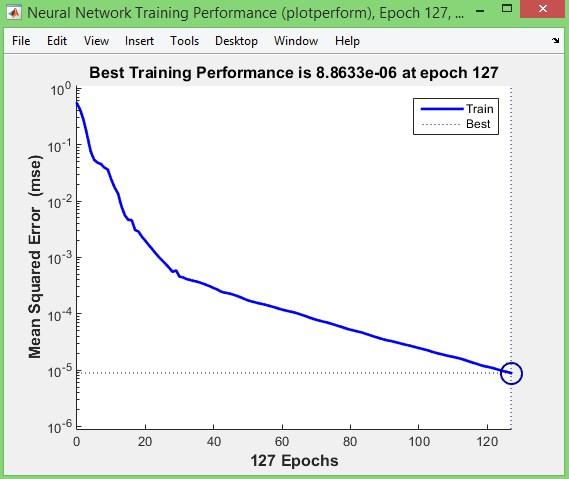 Neural Network Training Performance (plotperform), Epoch 127, ...
File Edit View Insert Tools Desktop Window Help
Best Training Performance is 8.8633e-06 at epoch 127
Train
Best
Mean Squared Error (mse)
10^0
10^-1
10^-2
10^-3
10^-4
10^-5
10^-6
0 20 40 60 80 100 120
127 Epochs